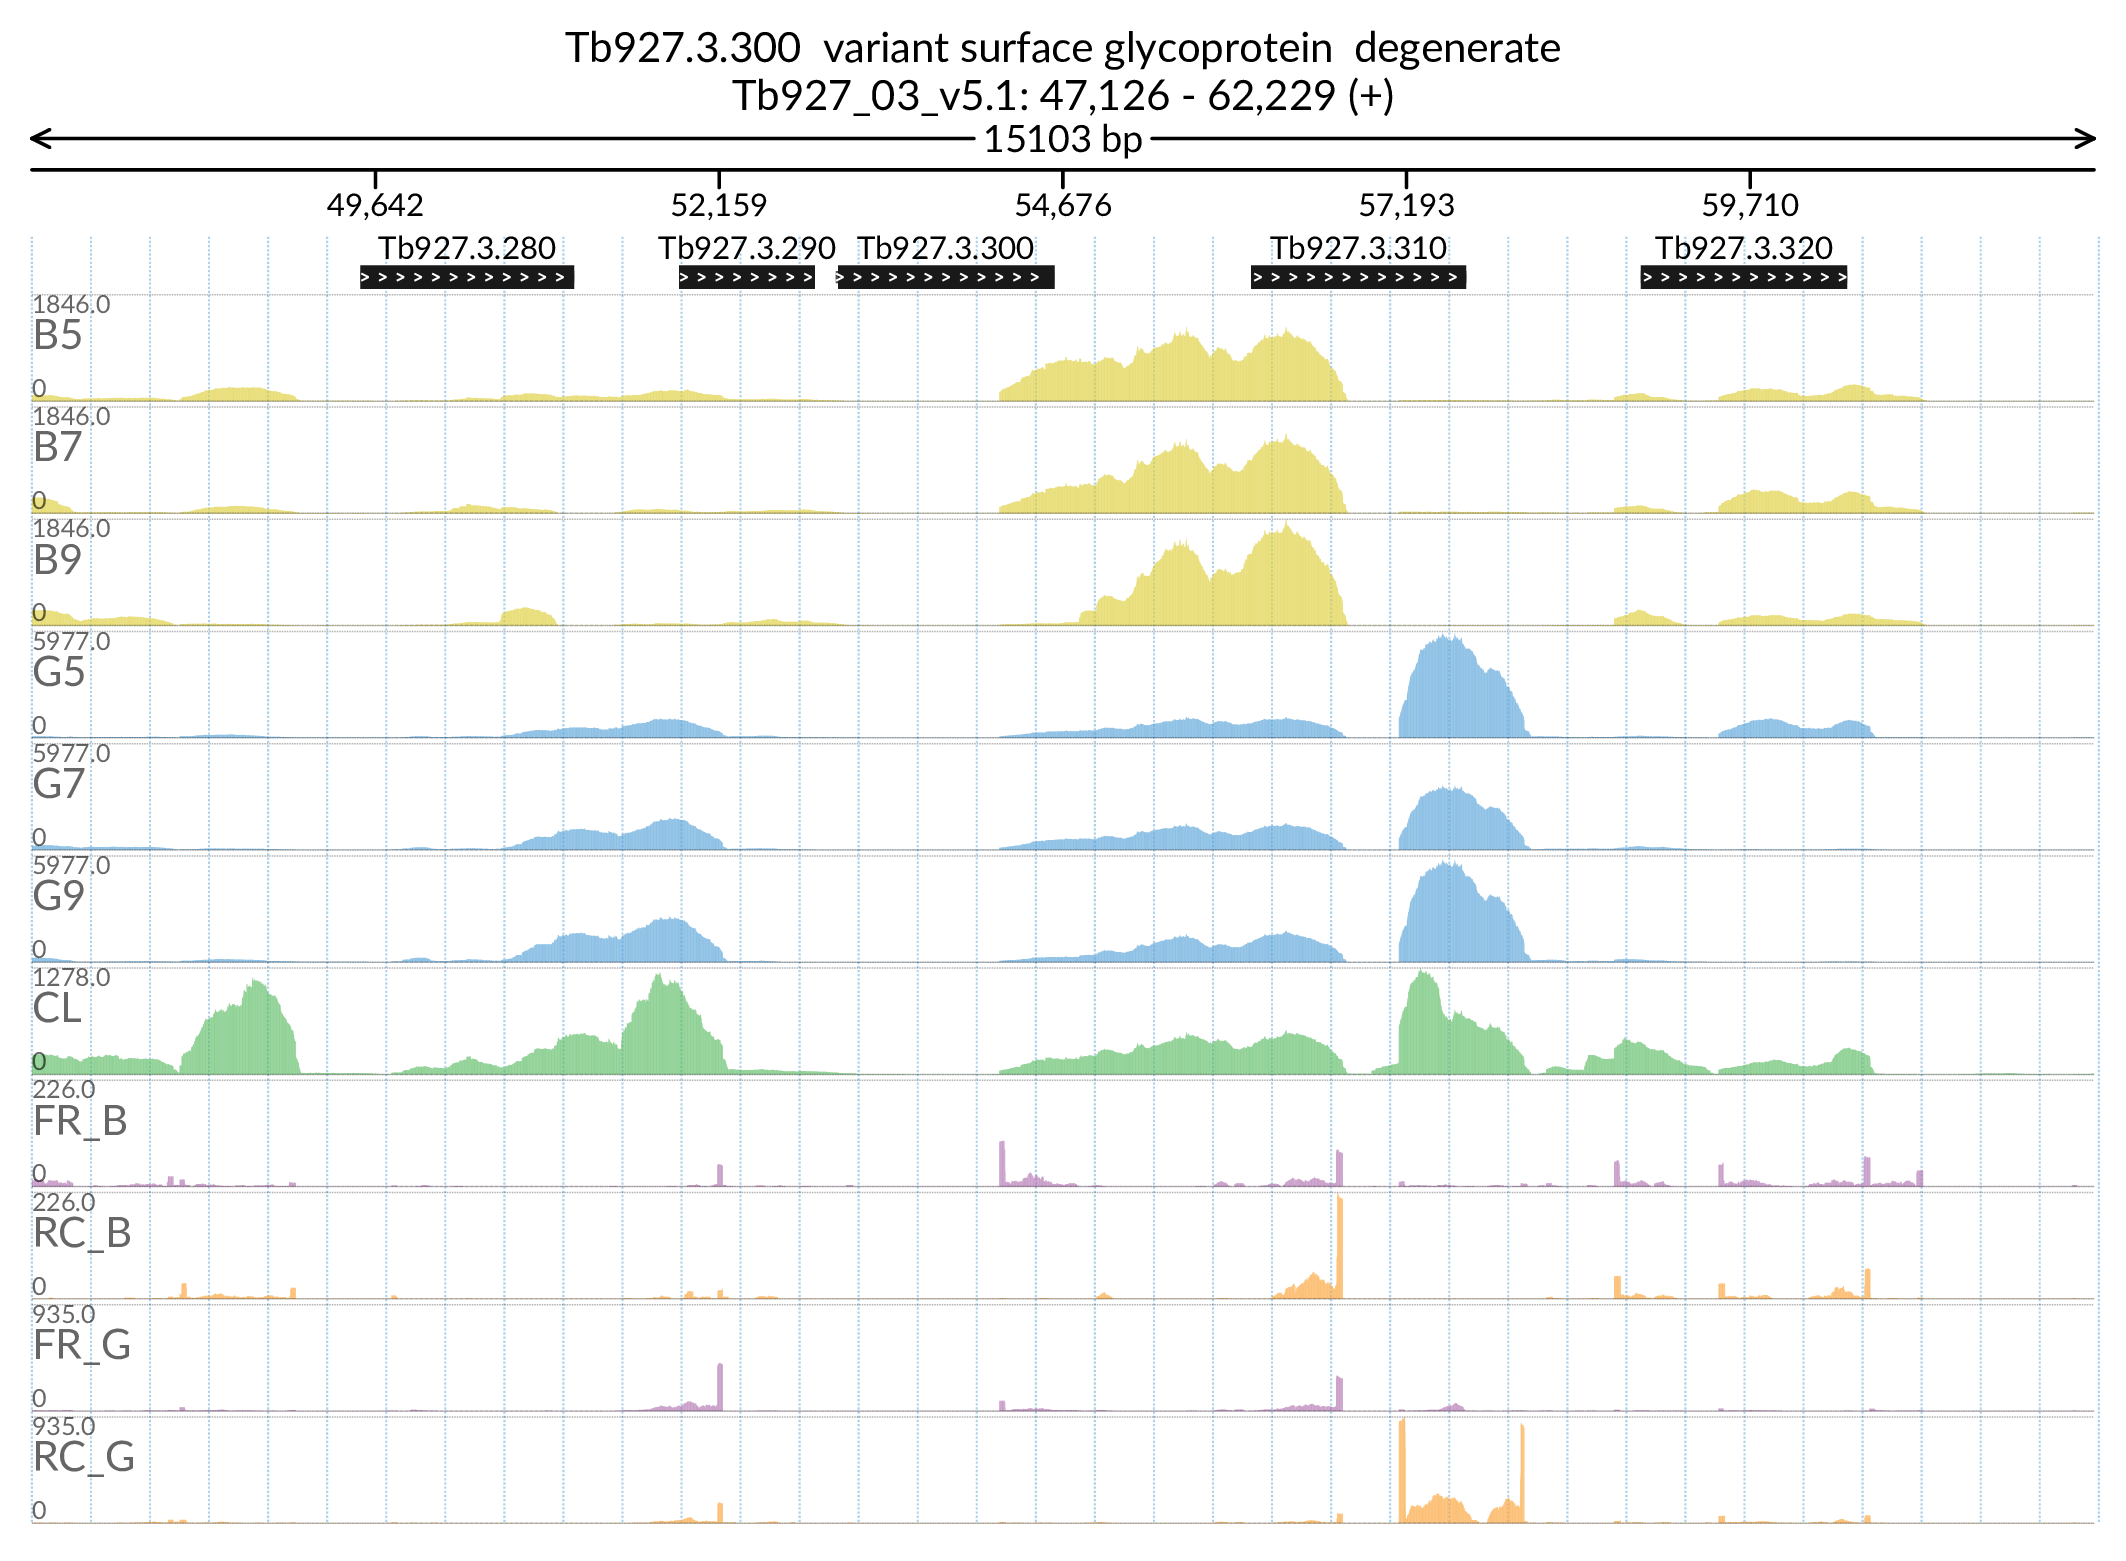 Tb927.3.300  variant surface glycoprotein  degenerate
Tb927_03_v5.1: 47,126 - 62,229 (+)
15103 bp
49,642 52,159 54,676 57,193 59,710
Tb927.3.280 Tb927.3.290 Tb927.3.300 Tb927.3.310 Tb927.3.320
1846.0
B5
0
1846.0
B7
0
1846.0
B9
0
5977.0
G5
0
5977.0
G7
0
5977.0
G9
0
1278.0
CL
0
226.0
FR_B
0
226.0
RC_B
0
935.0
FR_G
0
935.0
RC_G
0